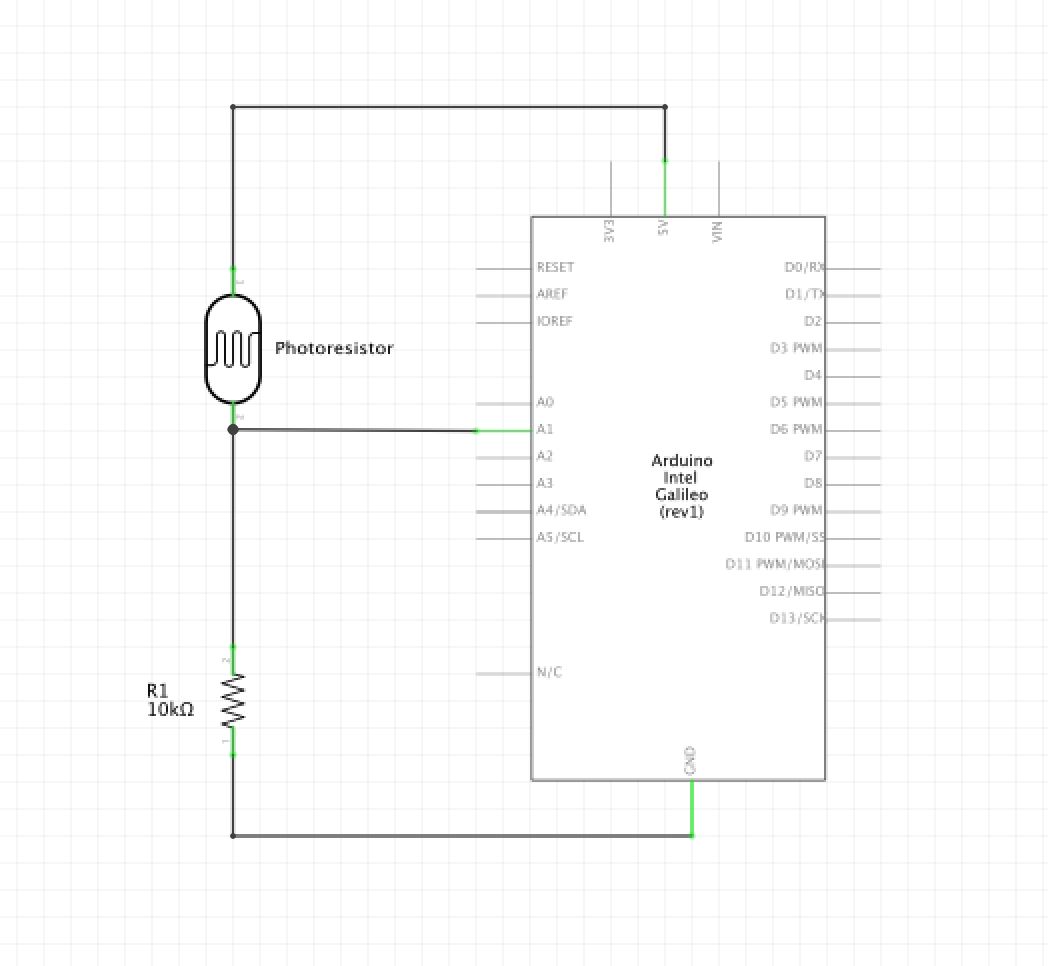 3V3
5V
VIN
RESET
D0/RX
AREF
D1/TX
IOREF
D2
D3 PWM
D4
A0
D5 PWM
A1
D6 PWM
A2
D7
A3
D8
A4/SDA
D9 PWM
A5/SCL
D10 PWM/SS
D11 PWM/MOSI
D12/MISO
D13/SCK
N/C
GND
1
Photoresistor
2
Arduino
Intel
Galileo
(rev1)
2
R1
10kΩ
1